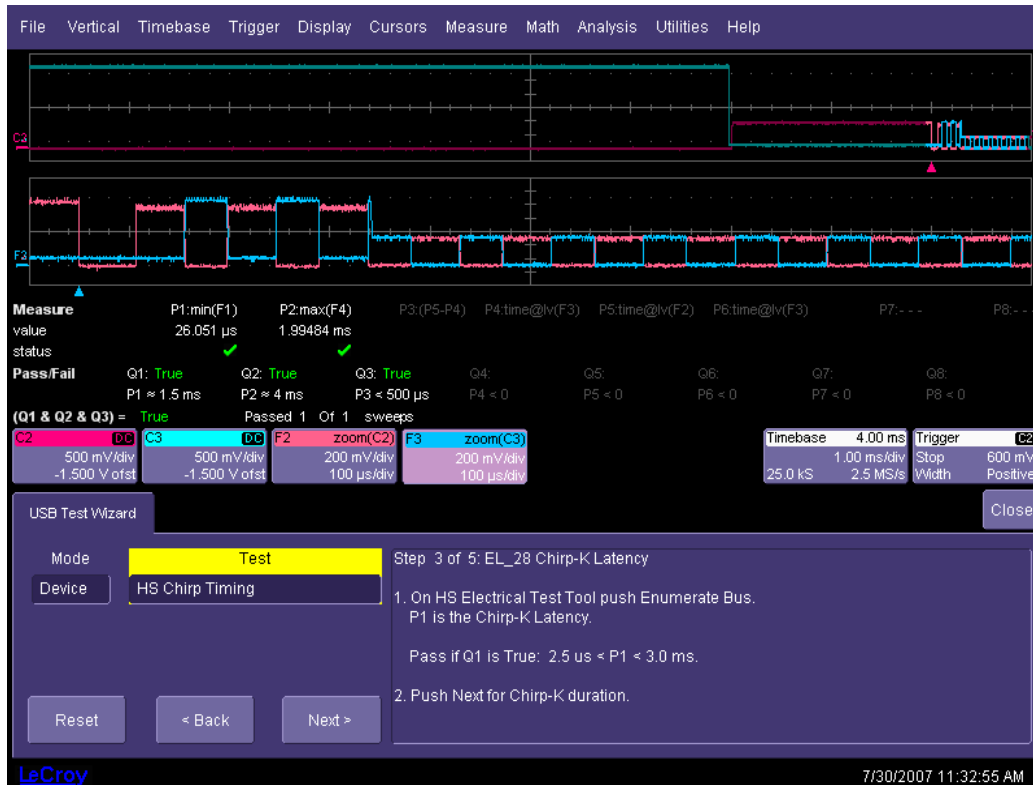 File Vertical Timebase Trigger Display Cursors Measure Math Analysis Utilities Help
C3
F3
Measure P1:min(F1) P2:max(F4) P3:(P5-P4) P4:time@lv(F3) P5:time@lv(F2) P6:time@lv(F3) P7:--- P8:---
value 26.051 µs 1.99484 ms
status
Pass/Fail Q1: True Q2: True Q3: True Q4: Q5: Q6: Q7: Q8:
P1 ≈ 1.5 ms P2 ≈ 4 ms P3 < 500 µs P4 < 0 P5 < 0 P6 < 0 P7 < 0 P8 < 0
(Q1 & Q2 & Q3) = True Passed 1 Of 1 sweeps
C2 DC C3 DC F2 zoom(C2) F3 zoom(C3) Timebase 4.00 ms Trigger C2
500 mV/div 500 mV/div 200 mV/div 200 mV/div 1.00 ms/div Stop 600 mV
-1.500 V ofst -1.500 V ofst 100 µs/div 100 µs/div 25.0 kS 2.5 MS/s Width Positive
USB Test Wizard Close
Mode Test
Device HS Chirp Timing
Step 3 of 5: EL_28 Chirp-K Latency
1. On HS Electrical Test Tool push Enumerate Bus.
P1 is the Chirp-K Latency.
Pass if Q1 is True: 2.5 us < P1 < 3.0 ms.
2. Push Next for Chirp-K duration.
Reset < Back Next >
LeCroy 7/30/2007 11:32:55 AM